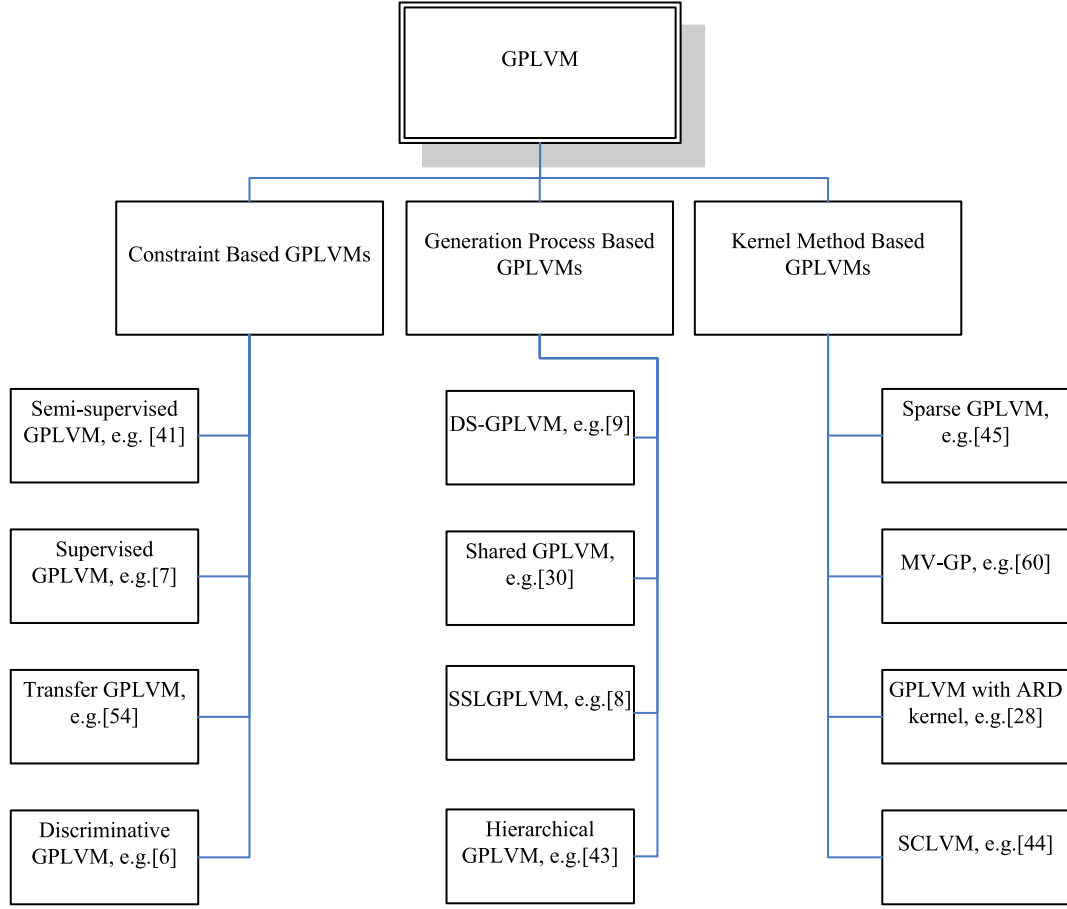 GPLVM
Constraint Based GPLVMs
Generation Process Based
GPLVMs
Kernel Method Based
GPLVMs
Semi-supervised
GPLVM, e.g. [41]
Supervised
GPLVM, e.g.[7]
Transfer GPLVM,
e.g.[54]
Discriminative
GPLVM, e.g.[6]
DS-GPLVM, e.g.[9]
Shared GPLVM,
e.g.[30]
SSLGPLVM, e.g.[8]
Hierarchical
GPLVM, e.g.[43]
Sparse GPLVM,
e.g.[45]
MV-GP, e.g.[60]
GPLVM with ARD
kernel, e.g.[28]
SCLVM, e.g.[44]